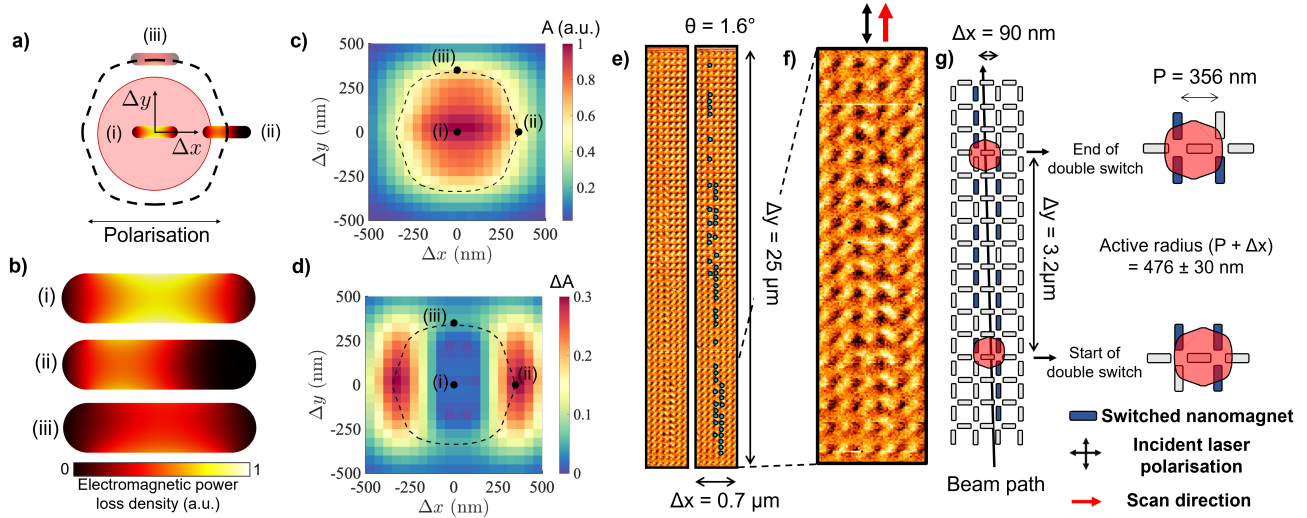 a)
(iii)
Δy
(i)
Δx
(ii)
Polarisation
b)
(i)
(ii)
(iii)
0
1
Electromagnetic power
loss density (a.u.)
c)
A (a.u.)
500
250
0
-250
-500
Δy (nm)
(iii)
(i)
(ii)
-500
-250
0
250
500
Δx (nm)
1
0.8
0.6
0.4
0.2
d)
ΔA
500
250
0
-250
-500
Δy (nm)
(iii)
(i)
(ii)
-500
-250
0
250
500
Δx (nm)
0.3
0.2
0.1
0
e)
θ = 1.6°
Δy = 25 μm
Δx = 0.7 μm
f)
g)
Δx = 90 nm
End of
double switch
Δy = 3.2μm
Start of
double switch
Beam path
P = 356 nm
Active radius (P + Δx)
= 476 ± 30 nm
Switched nanomagnet
Incident laser
polarisation
Scan direction